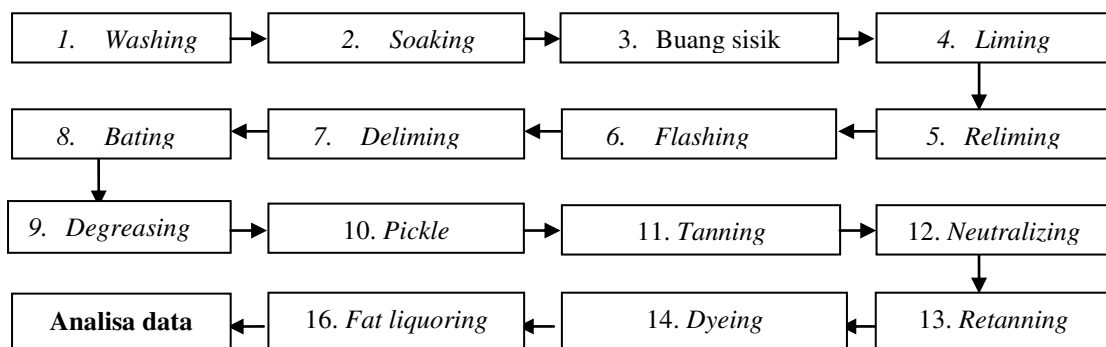 1. Washing
2. Soaking
3. Buang sisik
4. Liming
5. Reliming
6. Flashing
7. Deliming
8. Bating
9. Degreasing
10. Pickle
11. Tanning
12. Neutralizing
13. Retanning
14. Dyeing
16. Fat liquoring
Analisa data